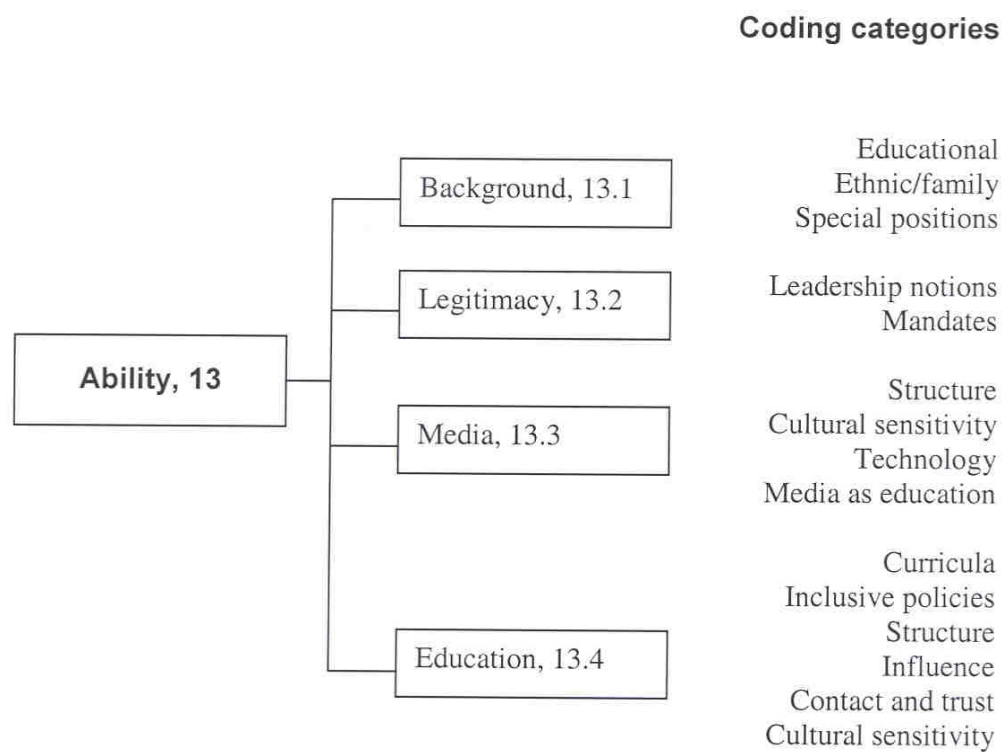 Coding categories
Educational
Background, 13.1
Ethnic/family
Special positions
Legitimacy, 13.2
Leadership notions
Mandates
Ability, 13
Structure
Media, 13.3
Cultural sensitivity
Technology
Media as education
Curricula
Inclusive policies
Structure
Education, 13.4
Influence
Contact and trust
Cultural sensitivity